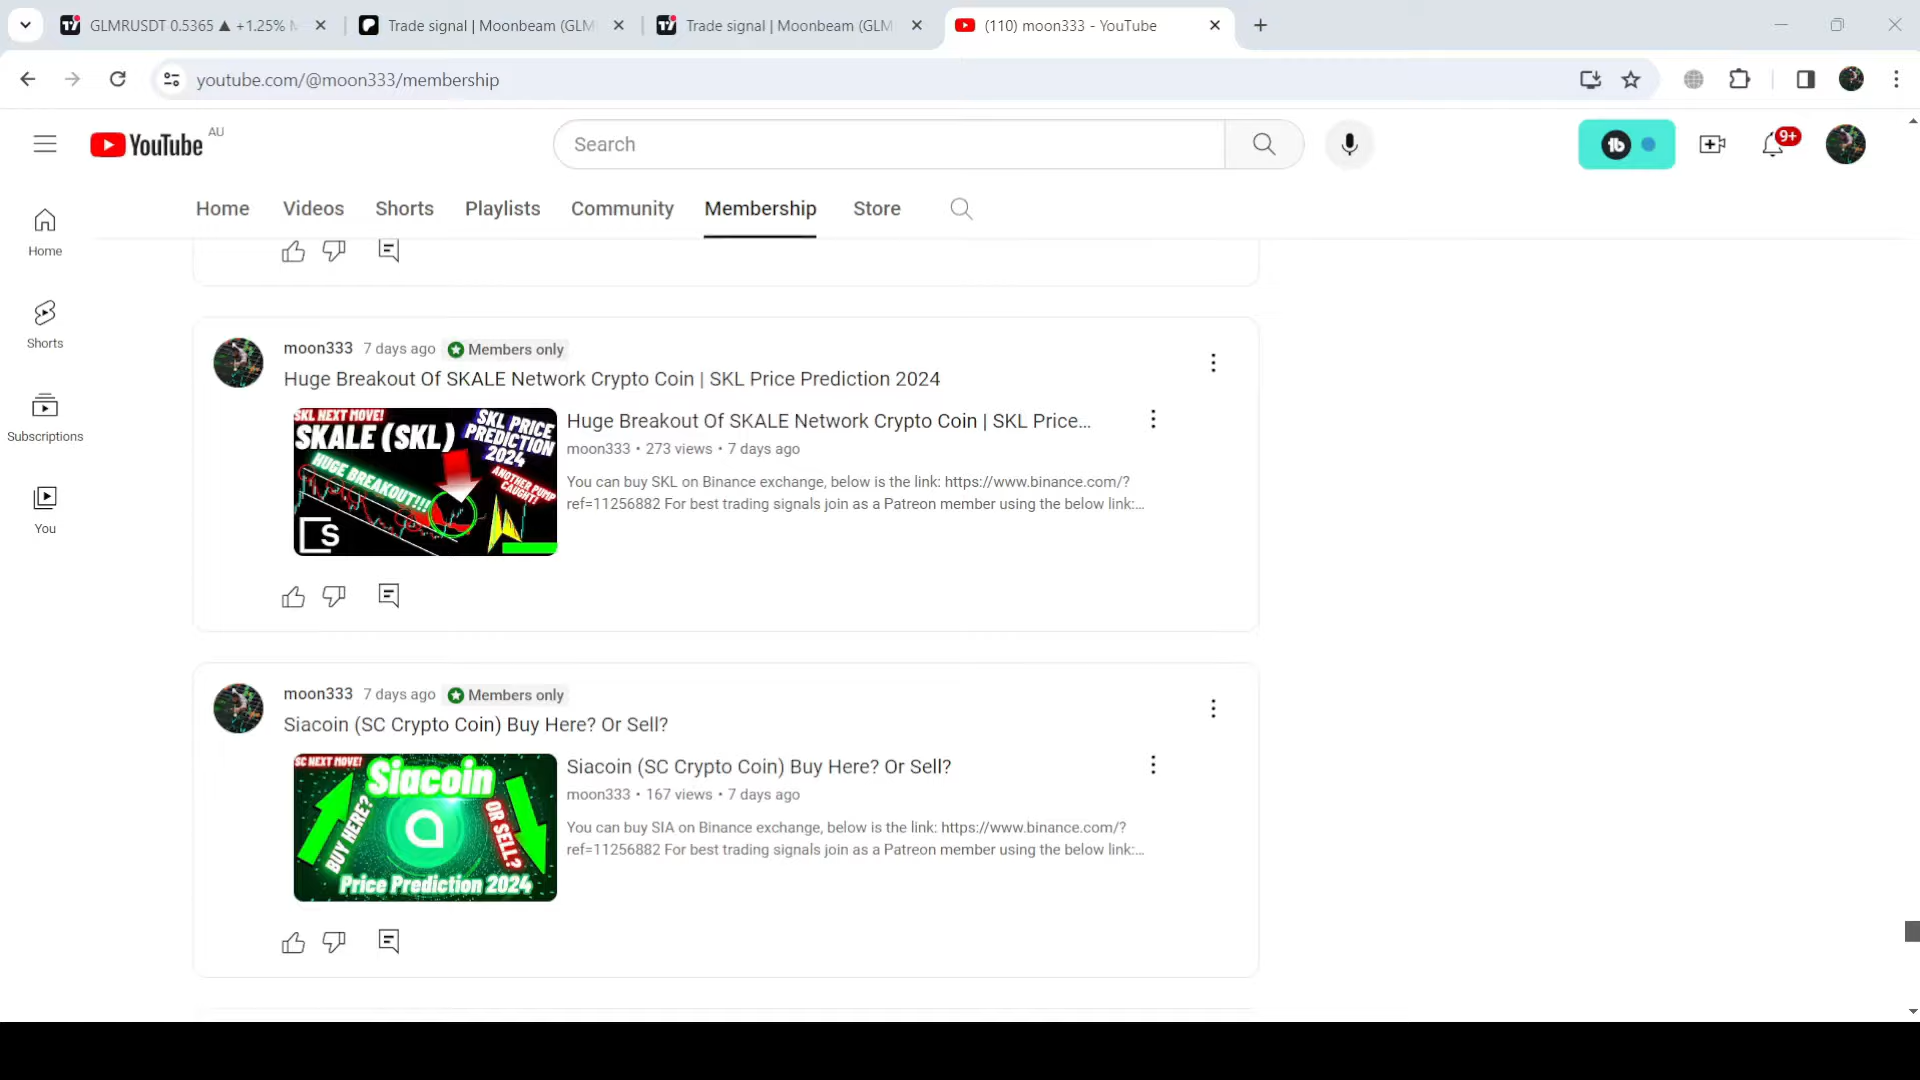 GLMRUSDT 0.5365 ▲ +1.25%
Trade signal | Moonbeam (GLM
Trade signal | Moonbeam (GLM
(110) moon333 - YouTube
youtube.com/@moon333/membership
YouTube AU
Search
9+
Home Videos Shorts Playlists Community Membership Store
Home
Shorts
Subscriptions
You
moon333 7 days ago Members only
Huge Breakout Of SKALE Network Crypto Coin | SKL Price Prediction 2024
SKL NEXT MOVE!
SKALE (SKL)
SKL PRICE
PREDICTION
2024
HUGE BREAKOUT!!!
ANOTHER PUMP
CAUGHT!
Huge Breakout Of SKALE Network Crypto Coin | SKL Price...
moon333 • 273 views • 7 days ago
You can buy SKL on Binance exchange, below is the link: https://www.binance.com/?
ref=11256882 For best trading signals join as a Patreon member using the below link:...
moon333 7 days ago Members only
Siacoin (SC Crypto Coin) Buy Here? Or Sell?
SC NEXT MOVE!
Siacoin
BUY HERE?
OR SELL?
Price Prediction 2024
Siacoin (SC Crypto Coin) Buy Here? Or Sell?
moon333 • 167 views • 7 days ago
You can buy SIA on Binance exchange, below is the link: https://www.binance.com/?
ref=11256882 For best trading signals join as a Patreon member using the below link:...